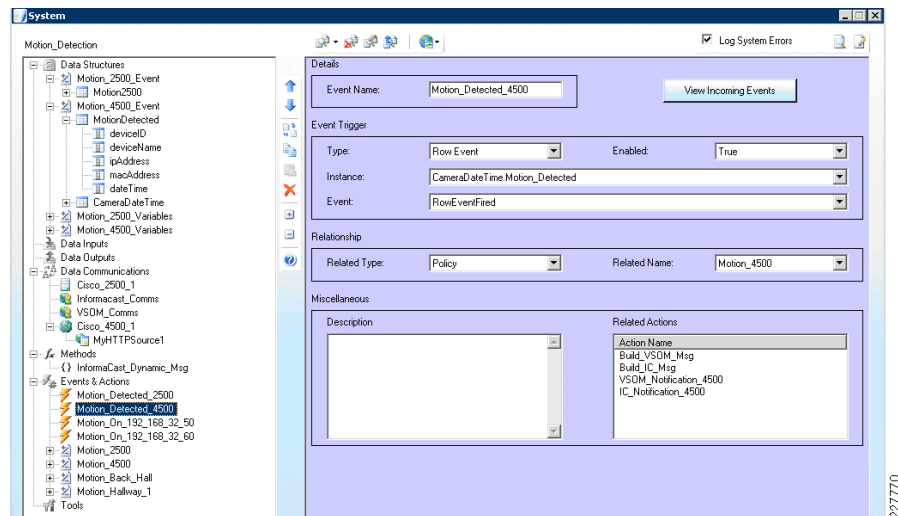 System
Motion_Detection
Log System Errors
Data Structures
Motion_2500_Event
Motion2500
Motion_4500_Event
MotionDetected
deviceID
deviceName
ipAddress
macAddress
dateTime
CameraDateTime
Motion_2500_Variables
Motion_4500_Variables
Data Inputs
Data Outputs
Data Communications
Cisco_2500_1
Informacast_Comms
VSOM_Comms
Cisco_4500_1
MyHTTPSource1
Methods
InformaCast_Dynamic_Msg
Events & Actions
Motion_Detected_2500
Motion_Detected_4500
Motion_On_192_168_32_50
Motion_On_192_168_32_60
Motion_2500
Motion_4500
Motion_Back_Hall
Motion_Hallway_1
Tools
Details
Event Name: Motion_Detected_4500
View Incoming Events
Event Trigger
Type: Row Event Enabled: True
Instance: CameraDateTime.Motion_Detected
Event: RowEventFired
Relationship
Related Type: Policy Related Name: Motion_4500
Miscellaneous
Description Related Actions
Action Name
Build_VSOM_Msg
Build_IC_Msg
VSOM_Notification_4500
IC_Notification_4500
227770